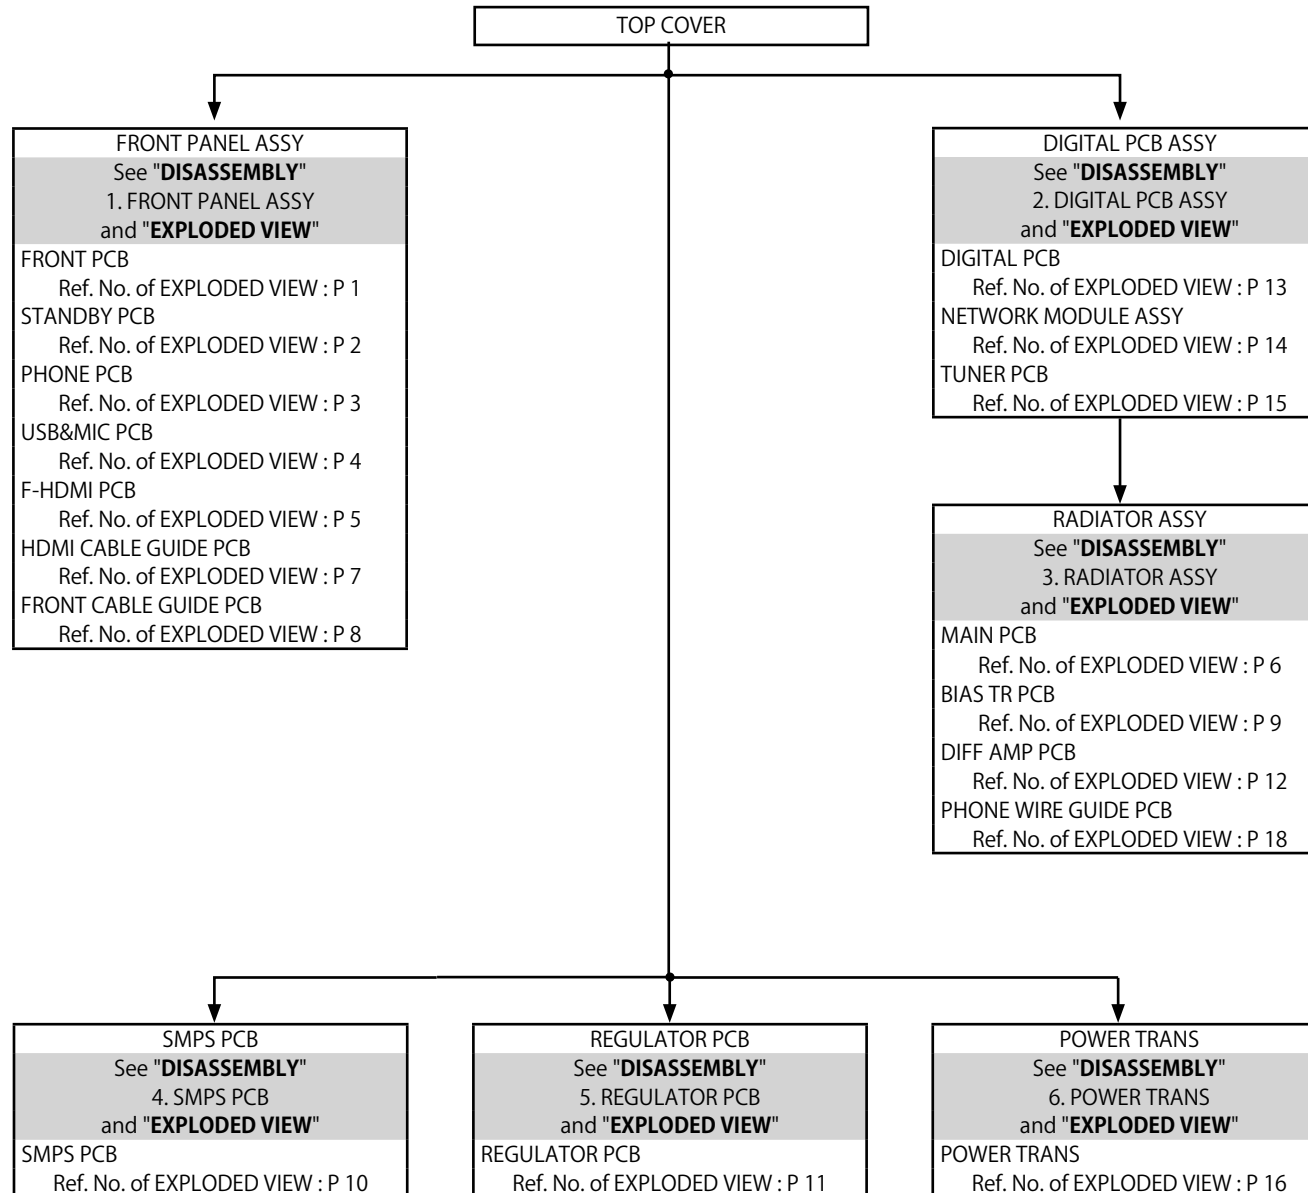 TOP COVER
FRONT PANEL ASSY
See "DISASSEMBLY"
1. FRONT PANEL ASSY
and "EXPLODED VIEW"
FRONT PCB
Ref. No. of EXPLODED VIEW : P 1
STANDBY PCB
Ref. No. of EXPLODED VIEW : P 2
PHONE PCB
Ref. No. of EXPLODED VIEW : P 3
USB&MIC PCB
Ref. No. of EXPLODED VIEW : P 4
F-HDMI PCB
Ref. No. of EXPLODED VIEW : P 5
HDMI CABLE GUIDE PCB
Ref. No. of EXPLODED VIEW : P 7
FRONT CABLE GUIDE PCB
Ref. No. of EXPLODED VIEW : P 8
DIGITAL PCB ASSY
See "DISASSEMBLY"
2. DIGITAL PCB ASSY
and "EXPLODED VIEW"
DIGITAL PCB
Ref. No. of EXPLODED VIEW : P 13
NETWORK MODULE ASSY
Ref. No. of EXPLODED VIEW : P 14
TUNER PCB
Ref. No. of EXPLODED VIEW : P 15
RADIATOR ASSY
See "DISASSEMBLY"
3. RADIATOR ASSY
and "EXPLODED VIEW"
MAIN PCB
Ref. No. of EXPLODED VIEW : P 6
BIAS TR PCB
Ref. No. of EXPLODED VIEW : P 9
DIFF AMP PCB
Ref. No. of EXPLODED VIEW : P 12
PHONE WIRE GUIDE PCB
Ref. No. of EXPLODED VIEW : P 18
SMPS PCB
See "DISASSEMBLY"
4. SMPS PCB
and "EXPLODED VIEW"
SMPS PCB
Ref. No. of EXPLODED VIEW : P 10
REGULATOR PCB
See "DISASSEMBLY"
5. REGULATOR PCB
and "EXPLODED VIEW"
REGULATOR PCB
Ref. No. of EXPLODED VIEW : P 11
POWER TRANS
See "DISASSEMBLY"
6. POWER TRANS
and "EXPLODED VIEW"
POWER TRANS
Ref. No. of EXPLODED VIEW : P 16